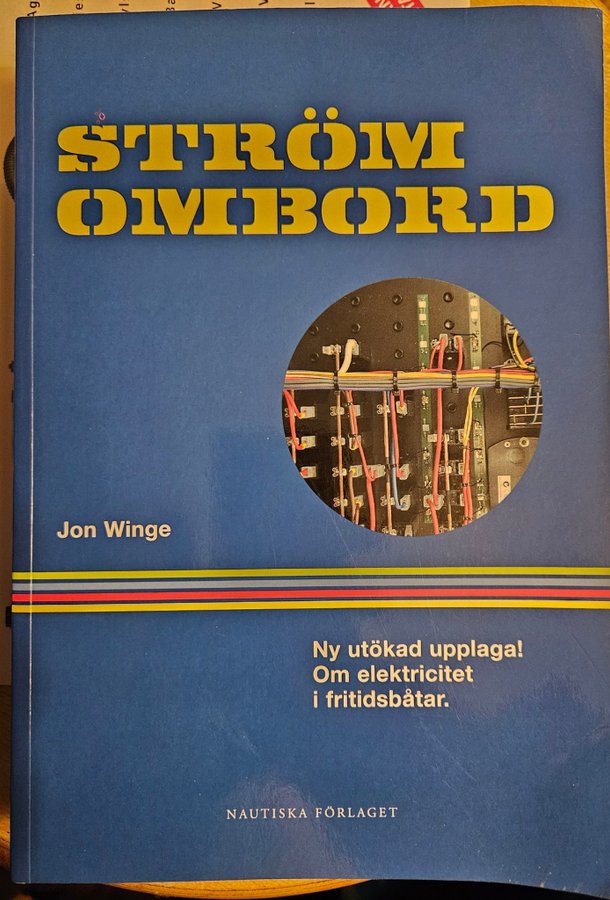 STRÖM
OMBORD
Jon Winge
Ny utökad upplaga!
Om elektricitet
i fritidsbåtar.
NAUTISKA FÖRLAGET